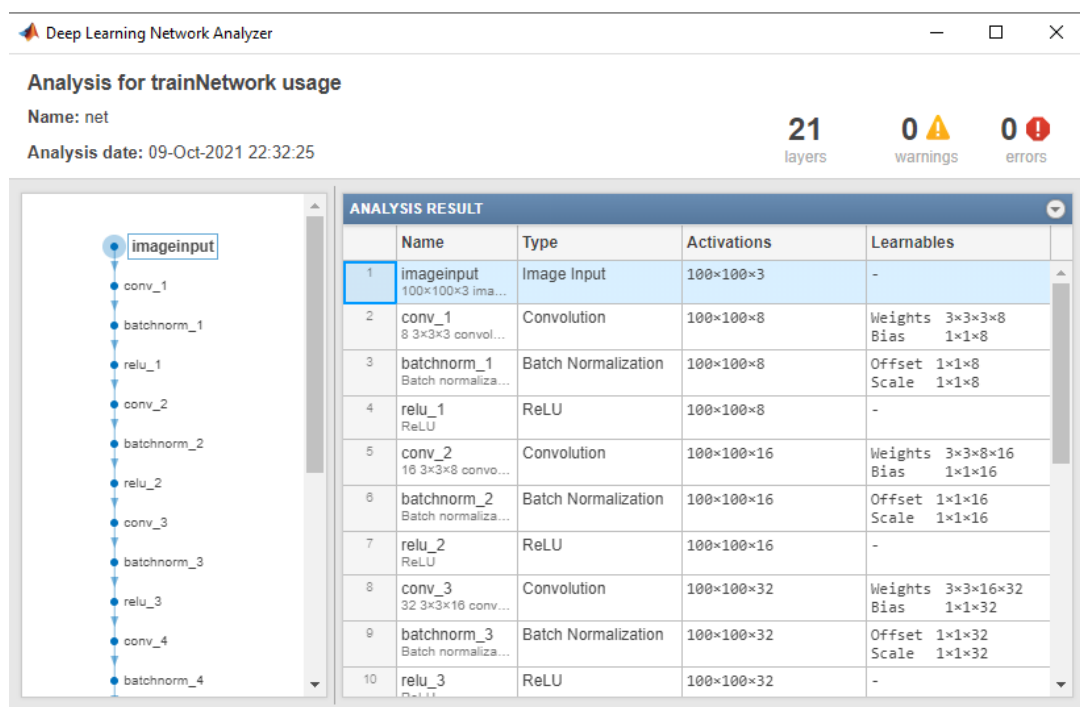 Deep Learning Network Analyzer
Analysis for trainNetwork usage
Name: net
Analysis date: 09-Oct-2021 22:32:25
21
layers
0
warnings
0
errors
imageinput
conv_1
batchnorm_1
relu_1
conv_2
batchnorm_2
relu_2
conv_3
batchnorm_3
relu_3
conv_4
batchnorm_4
ANALYSIS RESULT
Name Type Activations Learnables
1 imageinput Image Input 100×100×3 -
100×100×3 ima...
2 conv_1 Convolution 100×100×8 Weights 3×3×3×8
8 3×3×3 convol... Bias 1×1×8
3 batchnorm_1 Batch Normalization 100×100×8 Offset 1×1×8
Batch normaliza... Scale 1×1×8
4 relu_1 ReLU 100×100×8 -
ReLU
5 conv_2 Convolution 100×100×16 Weights 3×3×8×16
16 3×3×8 convo... Bias 1×1×16
6 batchnorm_2 Batch Normalization 100×100×16 Offset 1×1×16
Batch normaliza... Scale 1×1×16
7 relu_2 ReLU 100×100×16 -
ReLU
8 conv_3 Convolution 100×100×32 Weights 3×3×16×32
32 3×3×16 conv... Bias 1×1×32
9 batchnorm_3 Batch Normalization 100×100×32 Offset 1×1×32
Batch normaliza... Scale 1×1×32
10 relu_3 ReLU 100×100×32 -